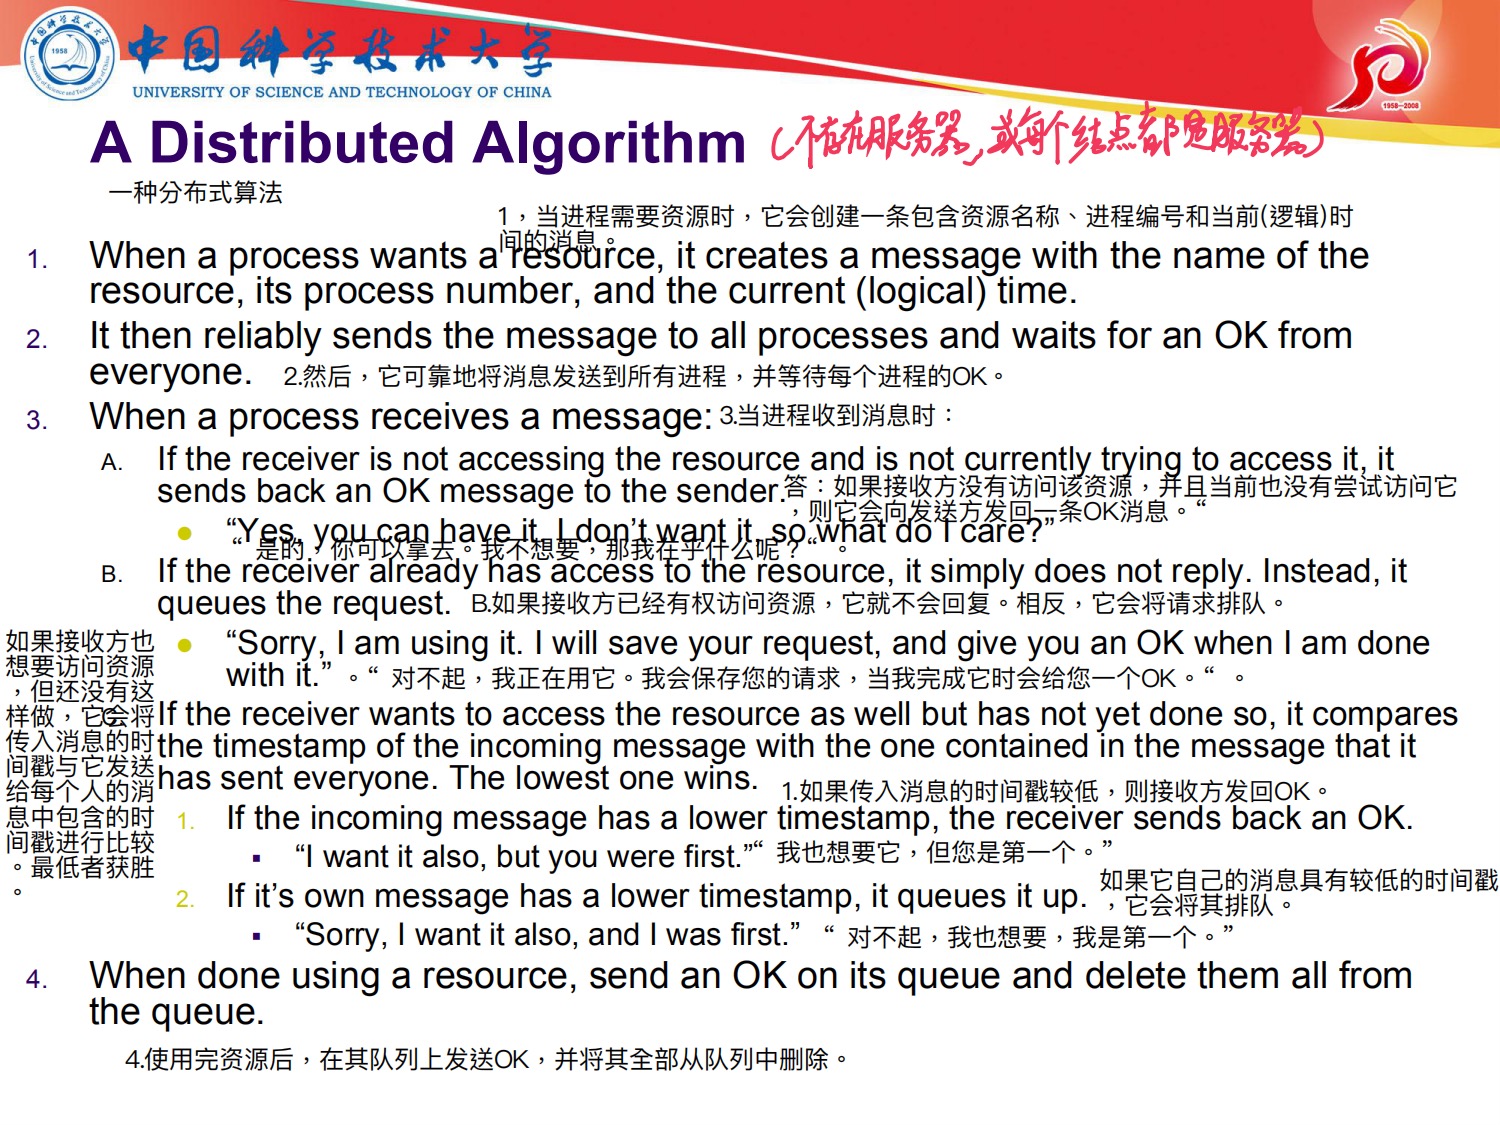 1958
University of Science and Technology of China
中国科学技术大学
UNIVERSITY OF SCIENCE AND TECHNOLOGY OF CHINA
1958-2008
A Distributed Algorithm (不存在服务器,或每个结点都是服务器)
一种分布式算法
1，当进程需要资源时，它会创建一条包含资源名称、进程编号和当前(逻辑)时
间的消息。
1. When a process wants a resource, it creates a message with the name of the
resource, its process number, and the current (logical) time.
2. It then reliably sends the message to all processes and waits for an OK from
everyone. 2.然后，它可靠地将消息发送到所有进程，并等待每个进程的OK。
3. When a process receives a message: 3.当进程收到消息时：
A. If the receiver is not accessing the resource and is not currently trying to access it, it
sends back an OK message to the sender. 答：如果接收方没有访问该资源，并且当前也没有尝试访问它
，则它会向发送方发回一条OK消息。“
● “Yes, you can have it. I don’t want it, so what do I care?”
“ 是的，你可以拿去。我不想要，那我在乎什么呢？“ 。
B. If the receiver already has access to the resource, it simply does not reply. Instead, it
queues the request. B.如果接收方已经有权访问资源，它就不会回复。相反，它会将请求排队。
● “Sorry, I am using it. I will save your request, and give you an OK when I am done
with it.” 。“ 对不起，我正在用它。我会保存您的请求，当我完成它时会给您一个OK。“ 。
如果接收方也
想要访问资源
，但还没有这
样做，它会将
传入消息的时
间戳与它发送
给每个人的消
息中包含的时
间戳进行比较
。最低者获胜
。
If the receiver wants to access the resource as well but has not yet done so, it compares
the timestamp of the incoming message with the one contained in the message that it
has sent everyone. The lowest one wins.
1.如果传入消息的时间戳较低，则接收方发回OK。
1. If the incoming message has a lower timestamp, the receiver sends back an OK.
▪ “I want it also, but you were first.” “ 我也想要它，但您是第一个。”
2. If it’s own message has a lower timestamp, it queues it up. 如果它自己的消息具有较低的时间戳
，它会将其排队。
▪ “Sorry, I want it also, and I was first.” “ 对不起，我也想要，我是第一个。”
4. When done using a resource, send an OK on its queue and delete them all from
the queue.
4.使用完资源后，在其队列上发送OK，并将其全部从队列中删除。